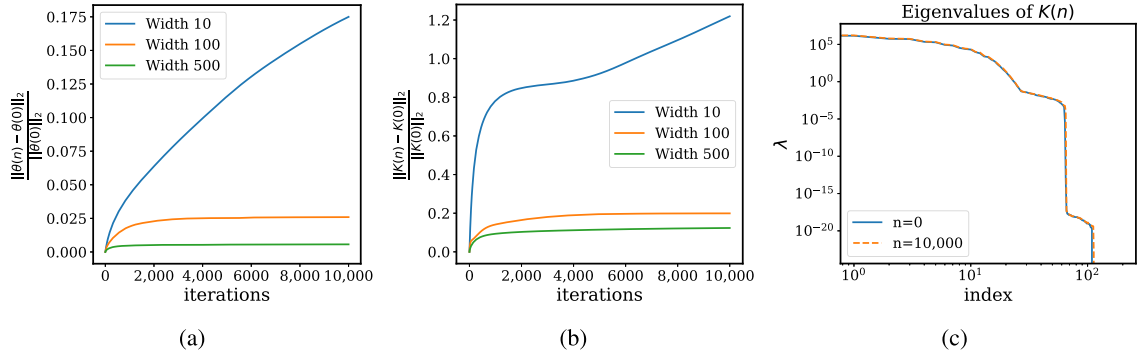 ||θ(n) − θ(0)||₂
||θ(0)||₂
0.175
0.150
0.125
0.100
0.075
0.050
0.025
0.000
Width 10
Width 100
Width 500
0 2,000 4,000 6,000 8,000 10,000
iterations
(a)
||K(n) − K(0)||₂
||K(0)||₂
1.2
1.0
0.8
0.6
0.4
0.2
0.0
Width 10
Width 100
Width 500
0 2,000 4,000 6,000 8,000 10,000
iterations
(b)
Eigenvalues of K(n)
λ
10⁵
10⁰
10⁻⁵
10⁻¹⁰
10⁻¹⁵
10⁻²⁰
n=0
n=10,000
10⁰ 10¹ 10²
index
(c)